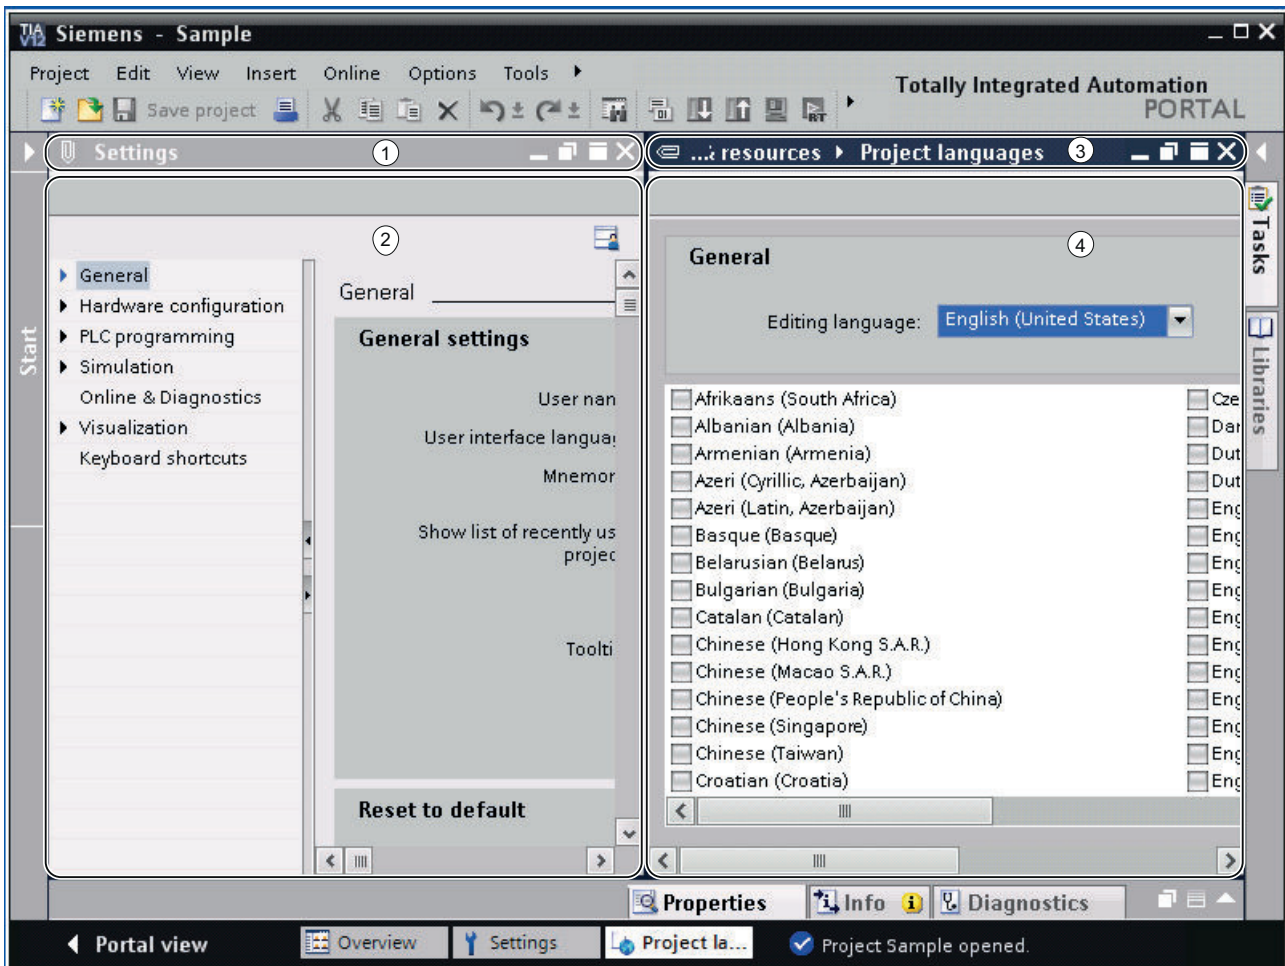 TIA V12 Siemens - Sample
Project Edit View Insert Online Options Tools
Totally Integrated Automation
PORTAL
Save project
Settings 1
...k resources Project languages 3
2
4
General
Hardware configuration
PLC programming
Simulation
Online & Diagnostics
Visualization
Keyboard shortcuts
General
General settings
User nam
User interface languag
Mnemon
Show list of recently us
projec
Toolti
Reset to default
General
Editing language: English (United States)
Afrikaans (South Africa) Cze
Albanian (Albania) Dan
Armenian (Armenia) Dut
Azeri (Cyrillic, Azerbaijan) Dut
Azeri (Latin, Azerbaijan) Eng
Basque (Basque) Eng
Belarusian (Belarus) Eng
Bulgarian (Bulgaria) Eng
Catalan (Catalan) Eng
Chinese (Hong Kong S.A.R.) Eng
Chinese (Macao S.A.R.) Eng
Chinese (People's Republic of China) Eng
Chinese (Singapore) Eng
Chinese (Taiwan) Eng
Croatian (Croatia) Eng
Start
Tasks
Libraries
Properties Info Diagnostics
Portal view Overview Settings Project la... Project Sample opened.